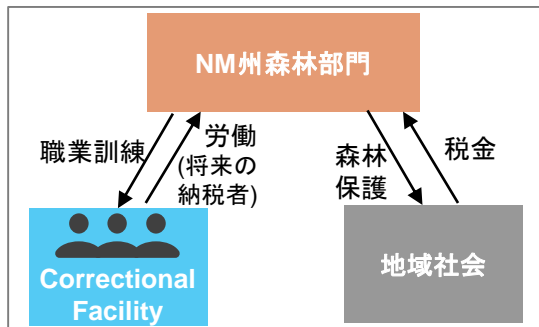 NM州森林部門
職業訓練
労働
(将来の
納税者)
森林
保護
税金
Correctional
Facility
地域社会